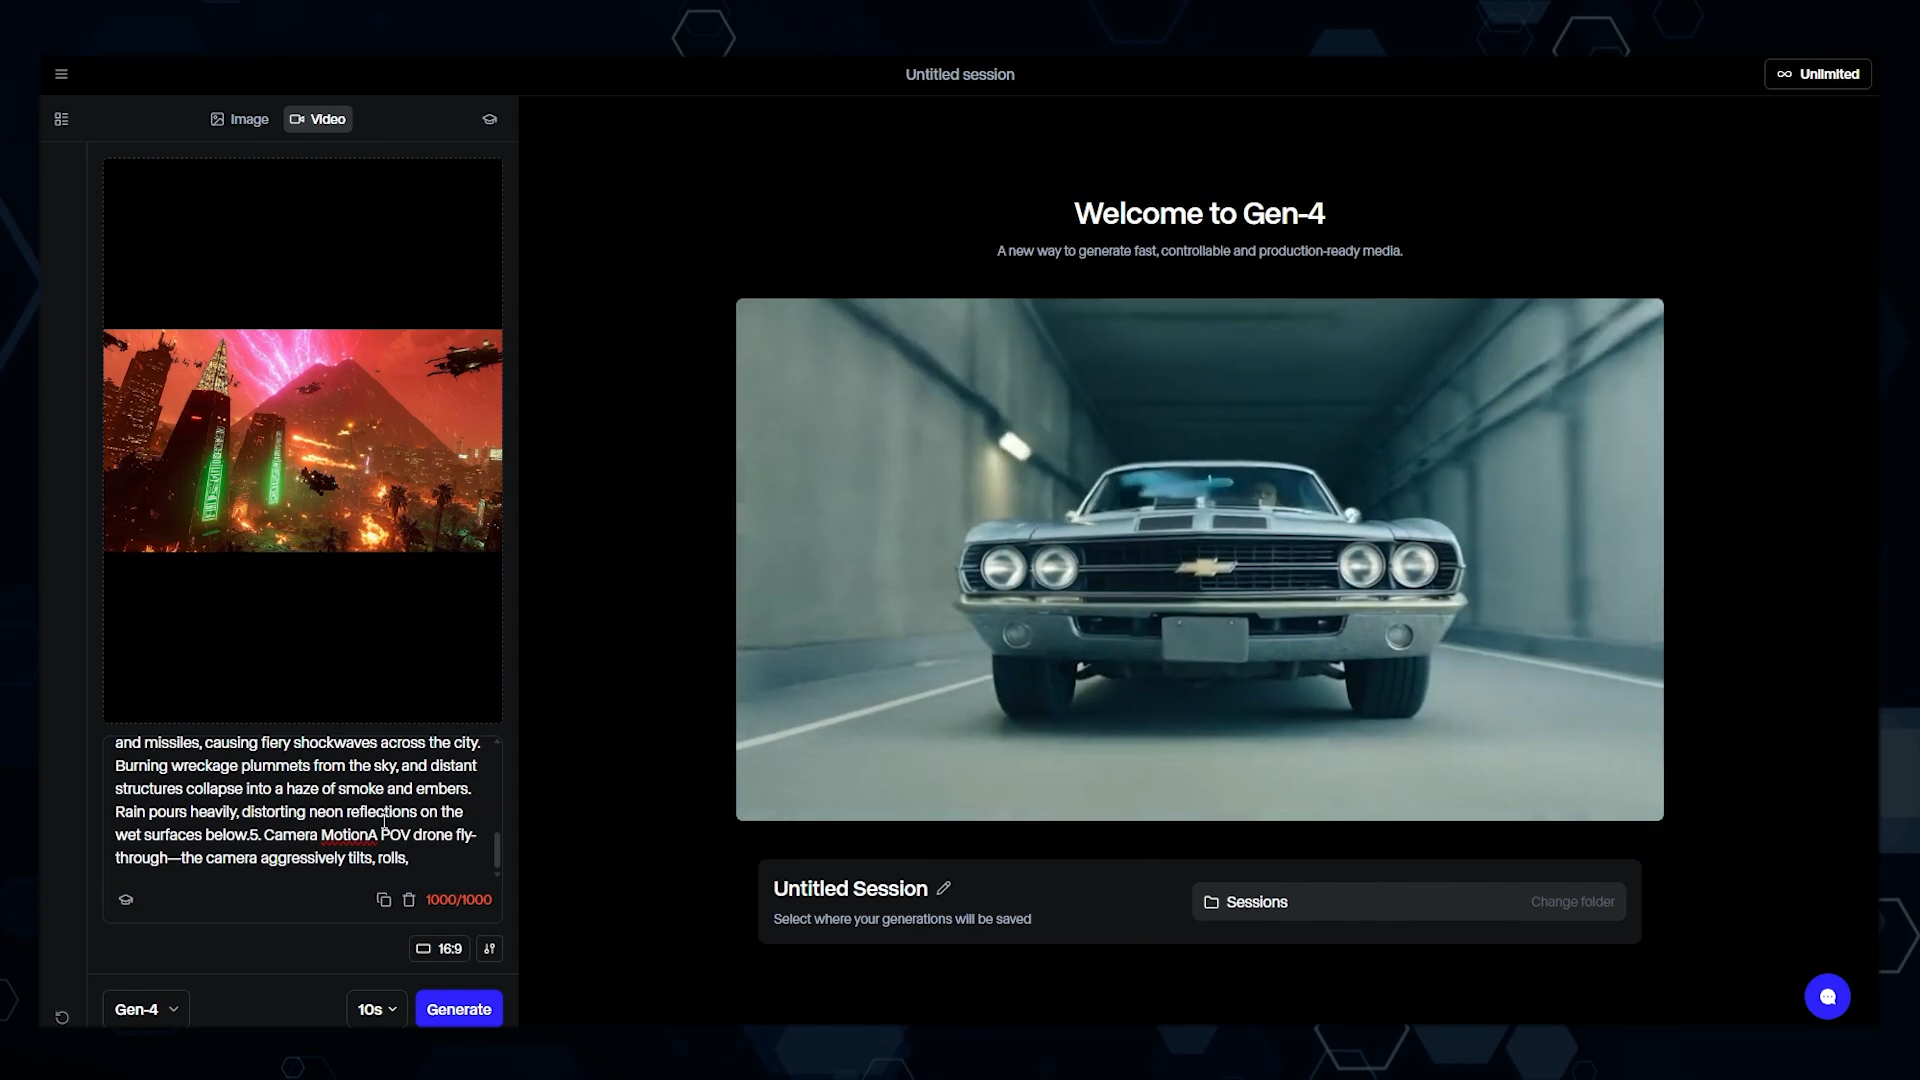 Untitled session
Unlimited
Image
Video
Welcome to Gen-4
A new way to generate fast, controllable and production-ready media.
and missiles, causing fiery shockwaves across the city.
Burning wreckage plummets from the sky, and distant
structures collapse into a haze of smoke and embers.
Rain pours heavily, distorting neon reflections on the
wet surfaces below.5. Camera MotionA POV drone fly-
through—the camera aggressively tilts, rolls,
1000/1000
16:9
Gen-4
10s
Generate
Untitled Session
Select where your generations will be saved
Sessions
Change folder